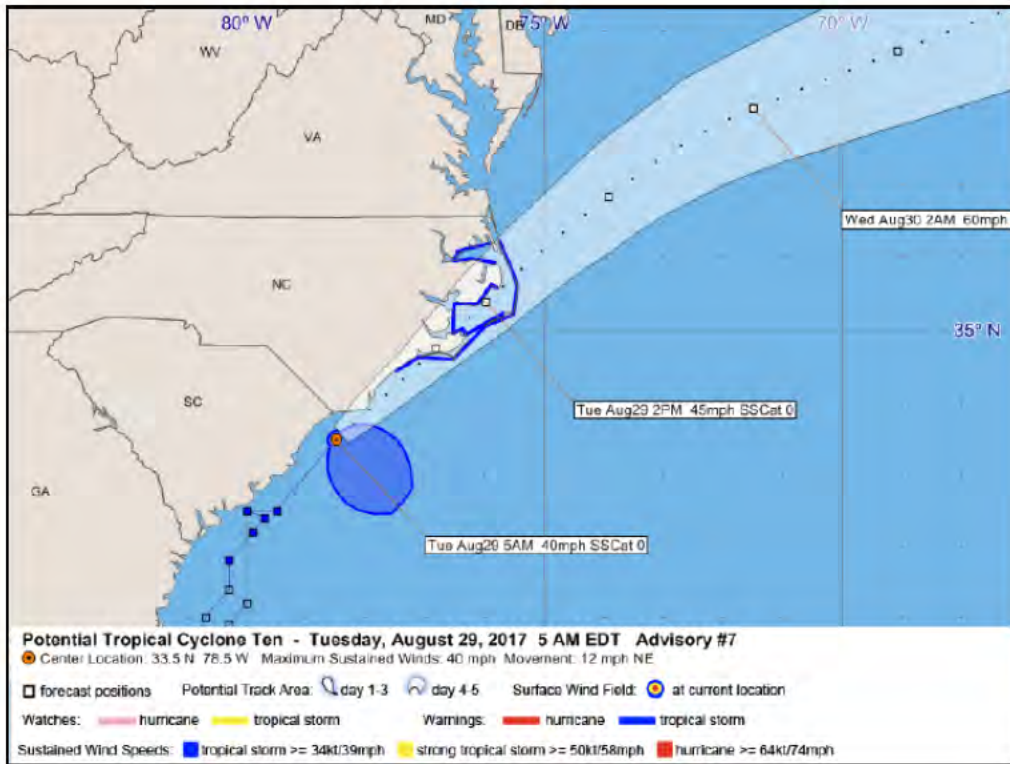 80° W
MD
DE
75° W
70° W
WV
VA
Wed Aug30 2AM 60mph
NC
35° N
SC
Tue Aug29 2PM 45mph SSCat 0
GA
Tue Aug29 5AM 40mph SSCat 0
Potential Tropical Cyclone Ten - Tuesday, August 29, 2017 5 AM EDT Advisory #7
Center Location: 33.5 N 78.5 W Maximum Sustained Winds: 40 mph Movement: 12 mph NE
forecast positions Potential Track Area: day 1-3 day 4-5 Surface Wind Field: at current location
Watches: hurricane tropical storm Warnings: hurricane tropical storm
Sustained Wind Speeds: tropical storm >= 34kt/39mph strong tropical storm >= 50kt/58mph hurricane >= 64kt/74mph